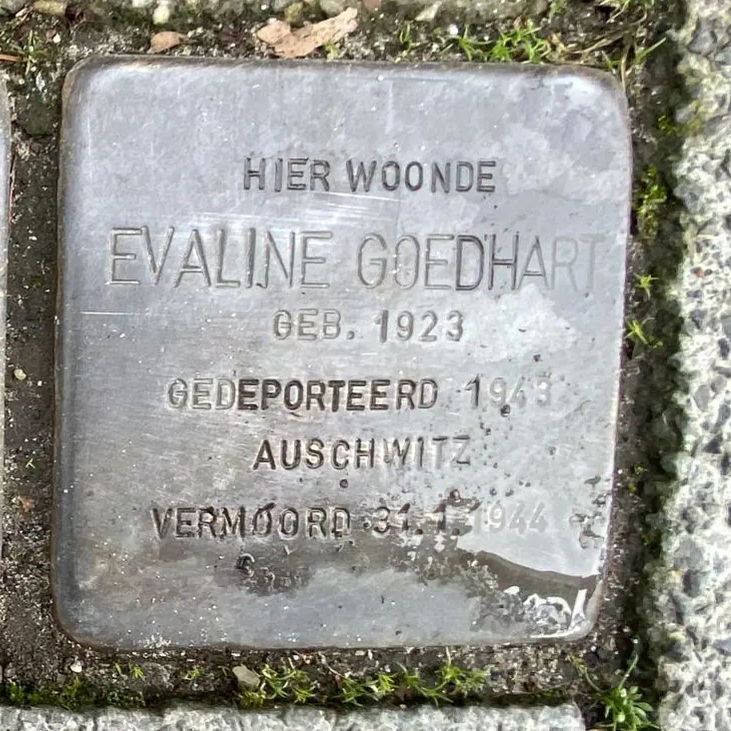 HIER WOONDE
EVALINE GOEDHART
GEB. 1923
GEDEPORTEERD 1943
AUSCHWITZ
VERMOORD 31.1.1944